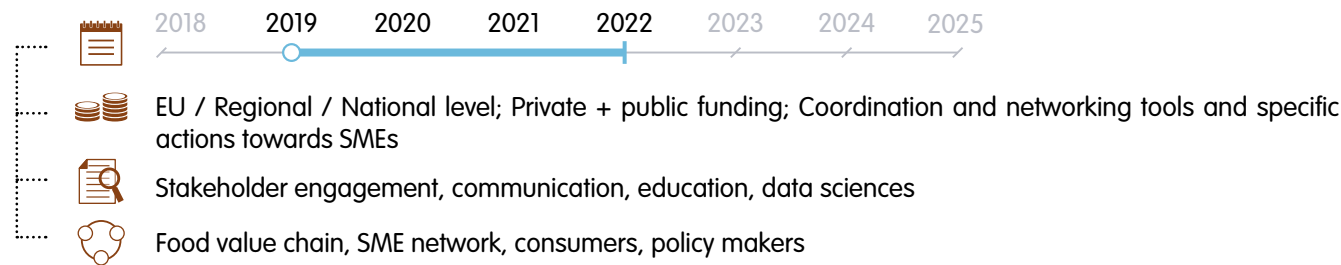 2018 2019 2020 2021 2022 2023 2024 2025
EU / Regional / National level; Private + public funding; Coordination and networking tools and specific
actions towards SMEs
Stakeholder engagement, communication, education, data sciences
Food value chain, SME network, consumers, policy makers